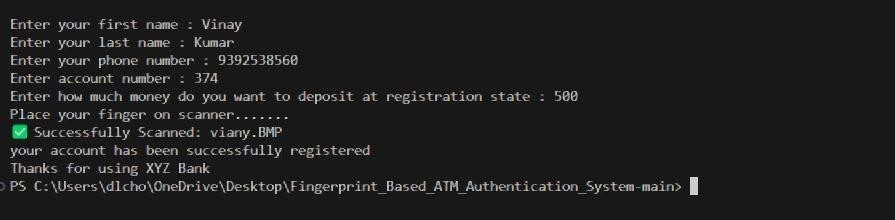 Enter your first name : Vinay
Enter your last name : Kumar
Enter your phone number : 9392538560
Enter account number : 374
Enter how much money do you want to deposit at registration state : 500
Place your finger on scanner.......
✅ Successfully Scanned: viany.BMP
your account has been successfully registered
Thanks for using XYZ Bank
PS C:\Users\dlcho\OneDrive\Desktop\Fingerprint_Based_ATM_Authentication_System-main>